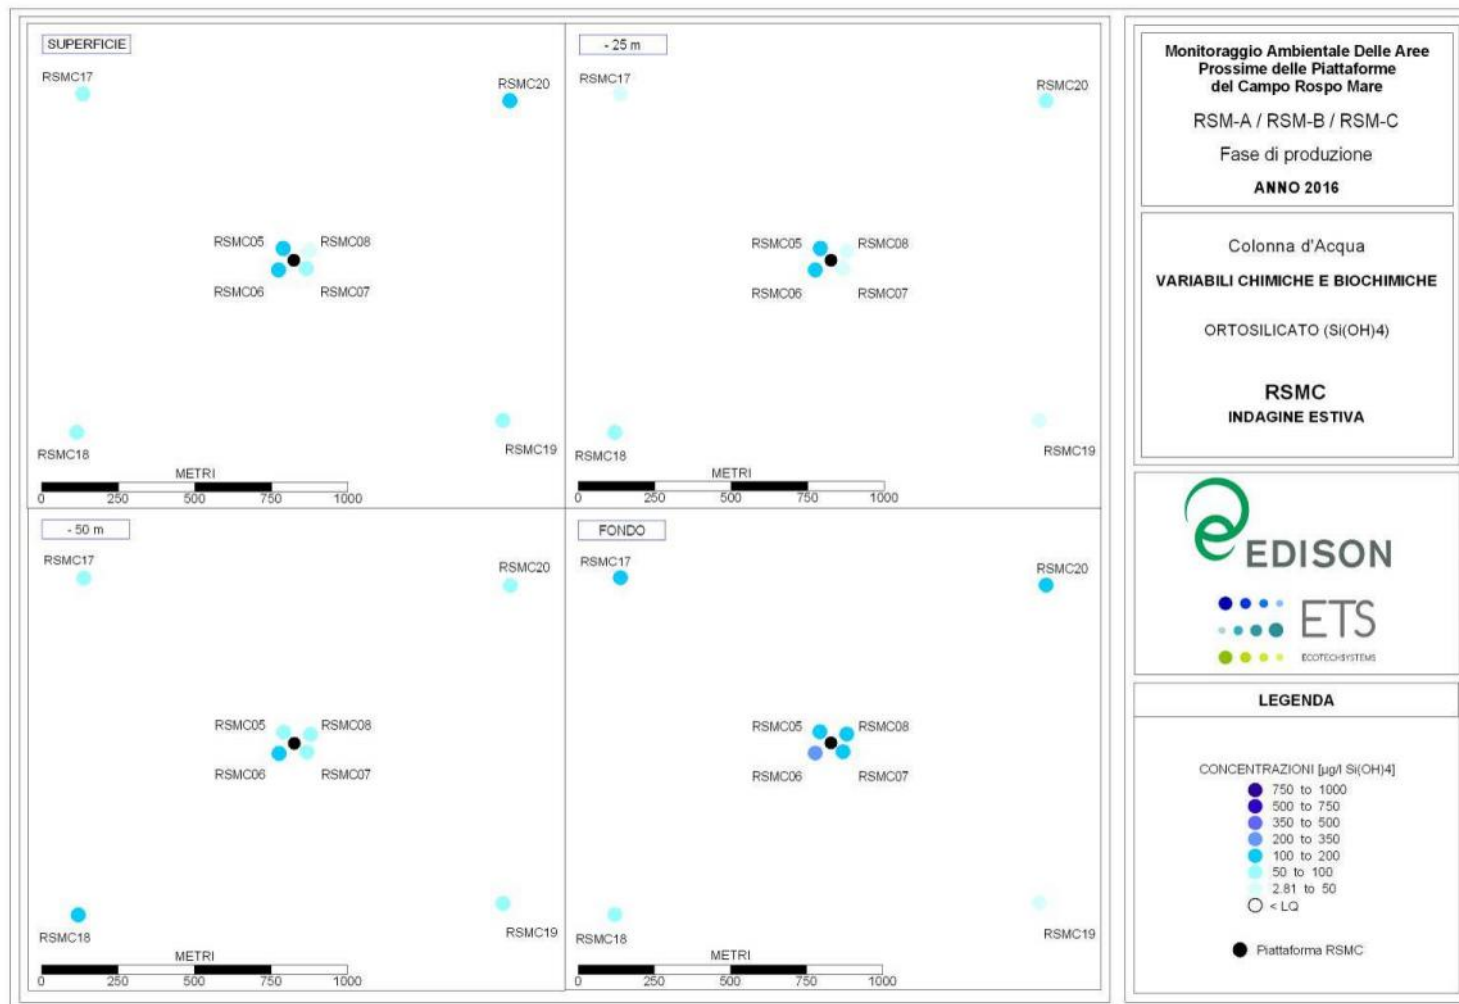 SUPERFICIE
RSMC17
RSMC20
RSMC05
RSMC08
RSMC06
RSMC07
RSMC18
RSMC19
METRI
0 250 500 750 1000
- 25 m
RSMC17
RSMC20
RSMC05
RSMC08
RSMC06
RSMC07
RSMC18
RSMC19
METRI
0 250 500 750 1000
- 50 m
RSMC17
RSMC20
RSMC05
RSMC08
RSMC06
RSMC07
RSMC18
RSMC19
METRI
0 250 500 750 1000
FONDO
RSMC17
RSMC20
RSMC05
RSMC08
RSMC06
RSMC07
RSMC18
RSMC19
METRI
0 250 500 750 1000
Monitoraggio Ambientale Delle Aree
Prossime delle Piattaforme
del Campo Rospo Mare
RSM-A / RSM-B / RSM-C
Fase di produzione
ANNO 2016
Colonna d'Acqua
VARIABILI CHIMICHE E BIOCHIMICHE
ORTOSILICATO (Si(OH)4)
RSMC
INDAGINE ESTIVA
EDISON
ETS
ECOTECHSYSTEMS
LEGENDA
CONCENTRAZIONI [µg/l Si(OH)4]
750 to 1000
500 to 750
350 to 500
200 to 350
100 to 200
50 to 100
2.81 to 50
< LQ
Piattaforma RSMC